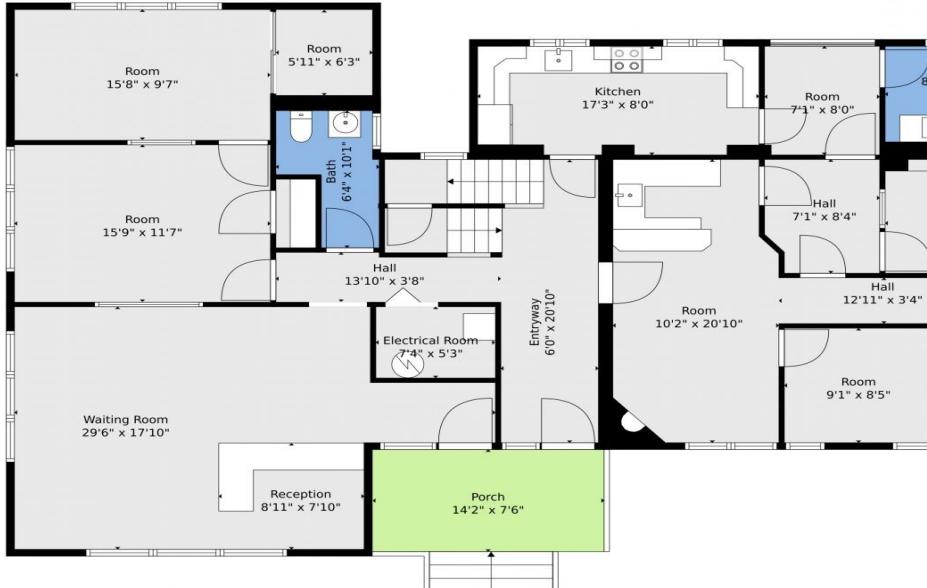 Room
15'8" x 9'7"
Room
5'11" x 6'3"
Kitchen
17'3" x 8'0"
Room
7'1" x 8'0"
Bath
6'4" x 10'1"
Room
15'9" x 11'7"
Hall
7'1" x 8'4"
Hall
13'10" x 3'8"
Hall
12'11" x 3'4"
Entryway
6'0" x 20'10"
Room
10'2" x 20'10"
Electrical Room
7'4" x 5'3"
Room
9'1" x 8'5"
Waiting Room
29'6" x 17'10"
Reception
8'11" x 7'10"
Porch
14'2" x 7'6"